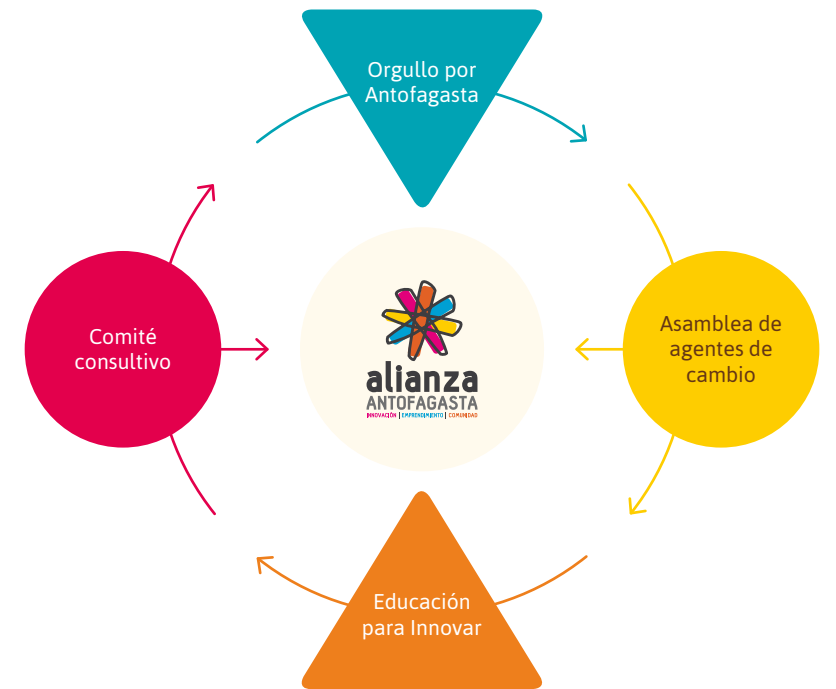 Orgullo por
Antofagasta
Comité
consultivo
alianza
ANTOFAGASTA
INNOVACIÓN | EMPRENDIMIENTO | COMUNIDAD
Asamblea de
agentes de
cambio
Educación
para Innovar